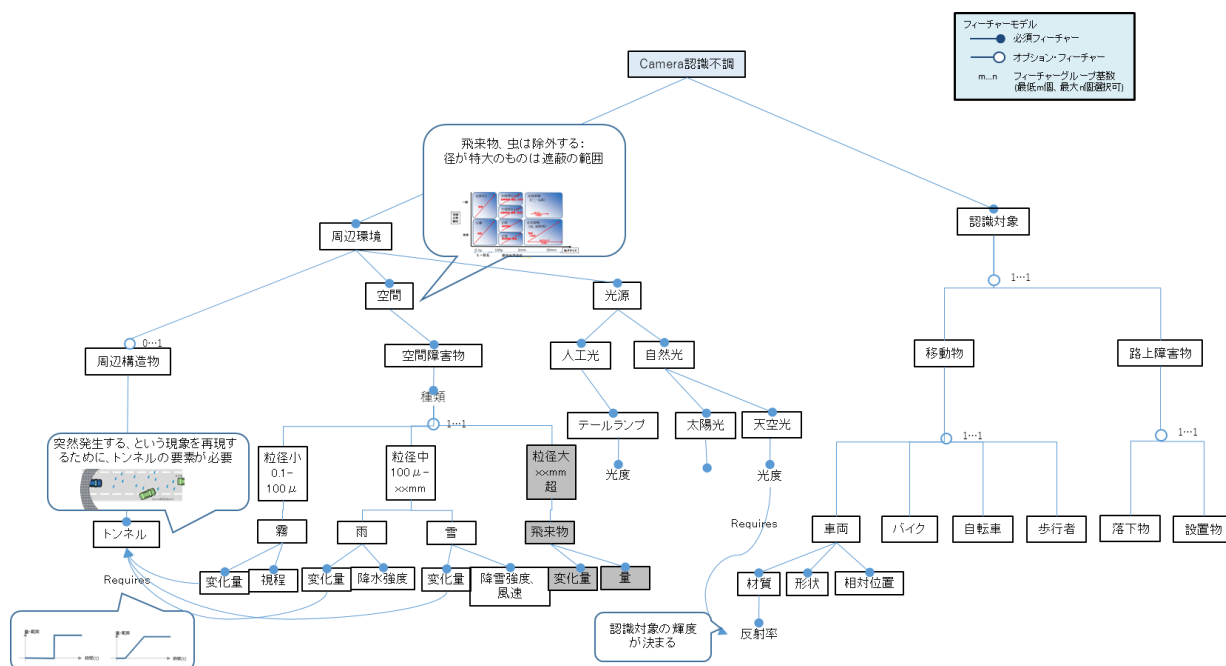 フィーチャーモデル
必須フィーチャー
オプション・フィーチャー
m...n フィーチャーグループ基数
(最低m個、最大n個選択可)
Camera認識不調
飛来物、虫は除外する:
径が特大のものは遮蔽の範囲
周辺環境
認識対象
空間
光源
1…1
0…1
周辺構造物
空間障害物
人工光
自然光
移動物
路上障害物
種類
1…1
テールランプ
太陽光
天空光
1…1
1…1
突然発生する、という現象を再現す
るために、トンネルの要素が必要
粒径小
0.1-
100μ
粒径中
100μ-
××mm
粒径大
××mm
超
光度
光度
トンネル
霧
雨
雪
飛来物
Requires
車両
バイク
自転車
歩行者
落下物
設置物
Requires
変化量
視程
変化量
降水強度
変化量
降雪強度、
風速
変化量
量
材質
形状
相対位置
認識対象の輝度
が決まる
反射率